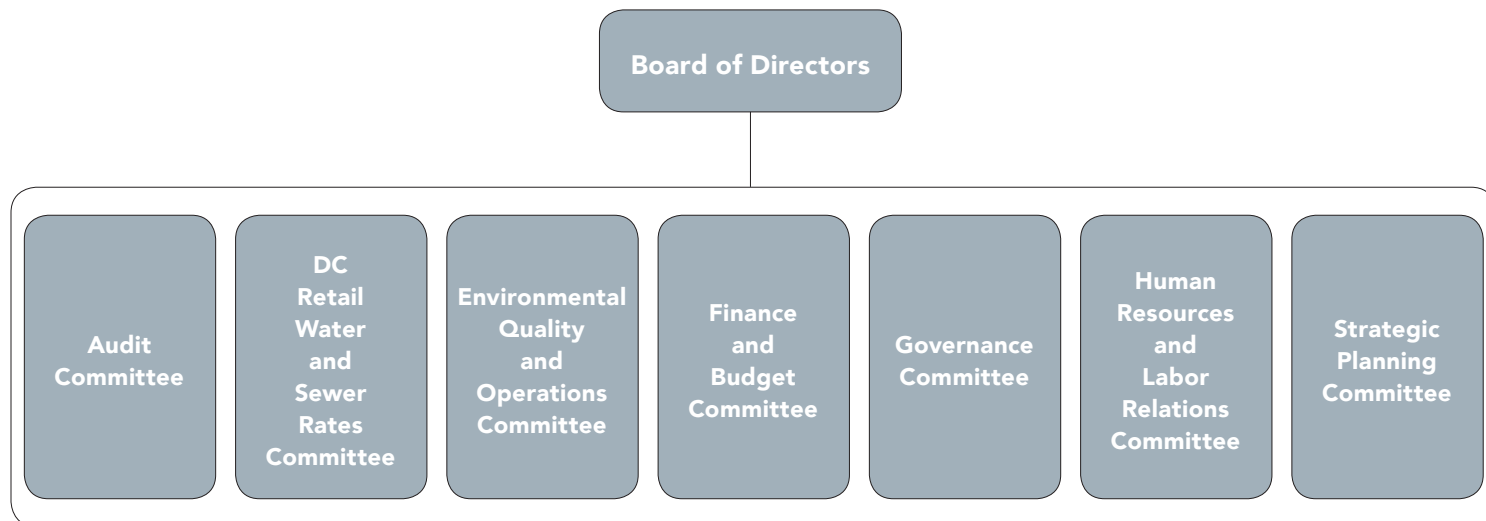 Board of Directors
Audit
Committee
DC
Retail
Water
and
Sewer
Rates
Committee
Environmental
Quality
and
Operations
Committee
Finance
and
Budget
Committee
Governance
Committee
Human
Resources
and
Labor
Relations
Committee
Strategic
Planning
Committee